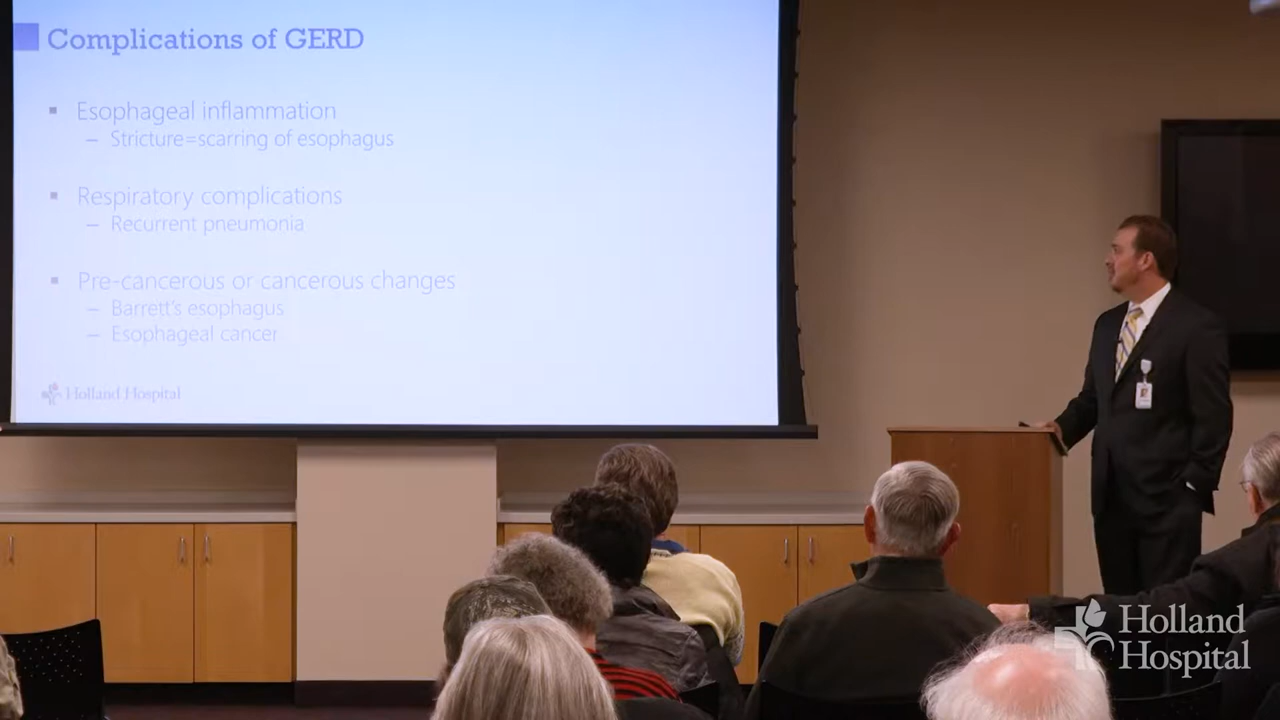 Complications of GERD
▪ Esophageal inflammation
– Stricture=scarring of esophagus
▪ Respiratory complications
– Recurrent pneumonia
▪ Pre-cancerous or cancerous changes
– Barrett's esophagus
– Esophageal cancer
Holland Hospital
Holland
Hospital